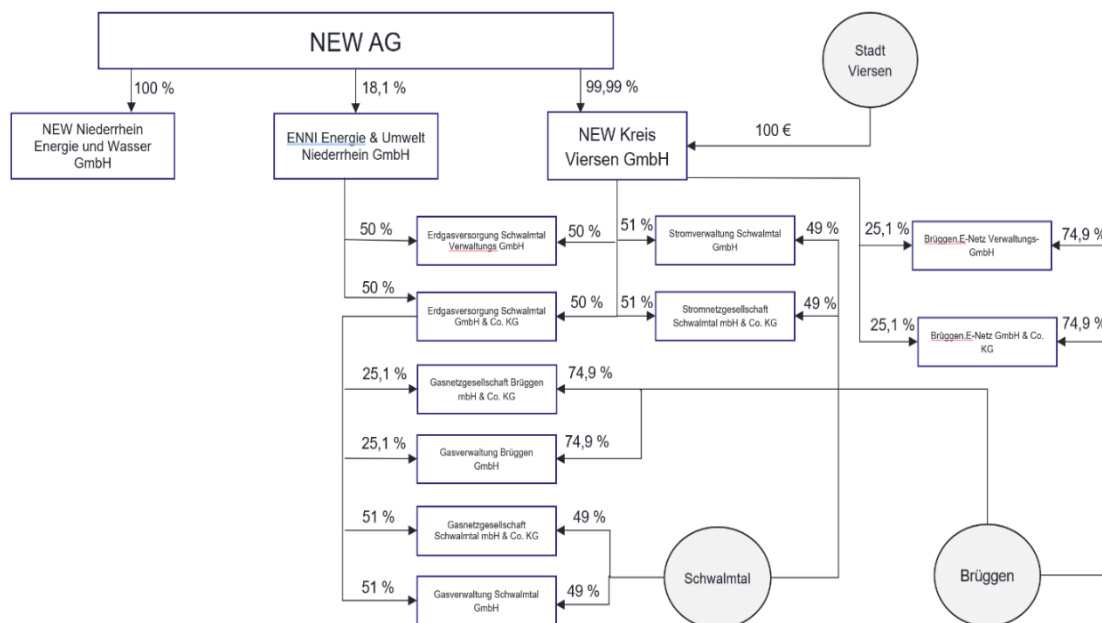 NEW AG
Stadt
Viersen
100 %
18,1 %
99,99 %
NEW Niederrhein
Energie und Wasser
GmbH
ENNI Energie & Umwelt
Niederrhein GmbH
NEW Kreis
Viersen GmbH
100 €
50 %
Erdgasversorgung Schwalmtal
Verwaltungs GmbH
50 %
51 %
Stromverwaltung Schwalmtal
GmbH
49 %
25,1 %
Brüggen.E-Netz Verwaltungs-
GmbH
74,9 %
50 %
Erdgasversorgung Schwalmtal
GmbH & Co. KG
50 %
51 %
Stromnetzgesellschaft
Schwalmtal mbH & Co. KG
49 %
25,1 %
Brüggen.E-Netz GmbH & Co.
KG
74,9 %
25,1 %
Gasnetzgesellschaft Brüggen
mbH & Co. KG
74,9 %
25,1 %
Gasverwaltung Brüggen
GmbH
74,9 %
51 %
Gasnetzgesellschaft
Schwalmtal mbH & Co. KG
49 %
51 %
Gasverwaltung Schwalmtal
GmbH
49 %
Schwalmtal
Brüggen